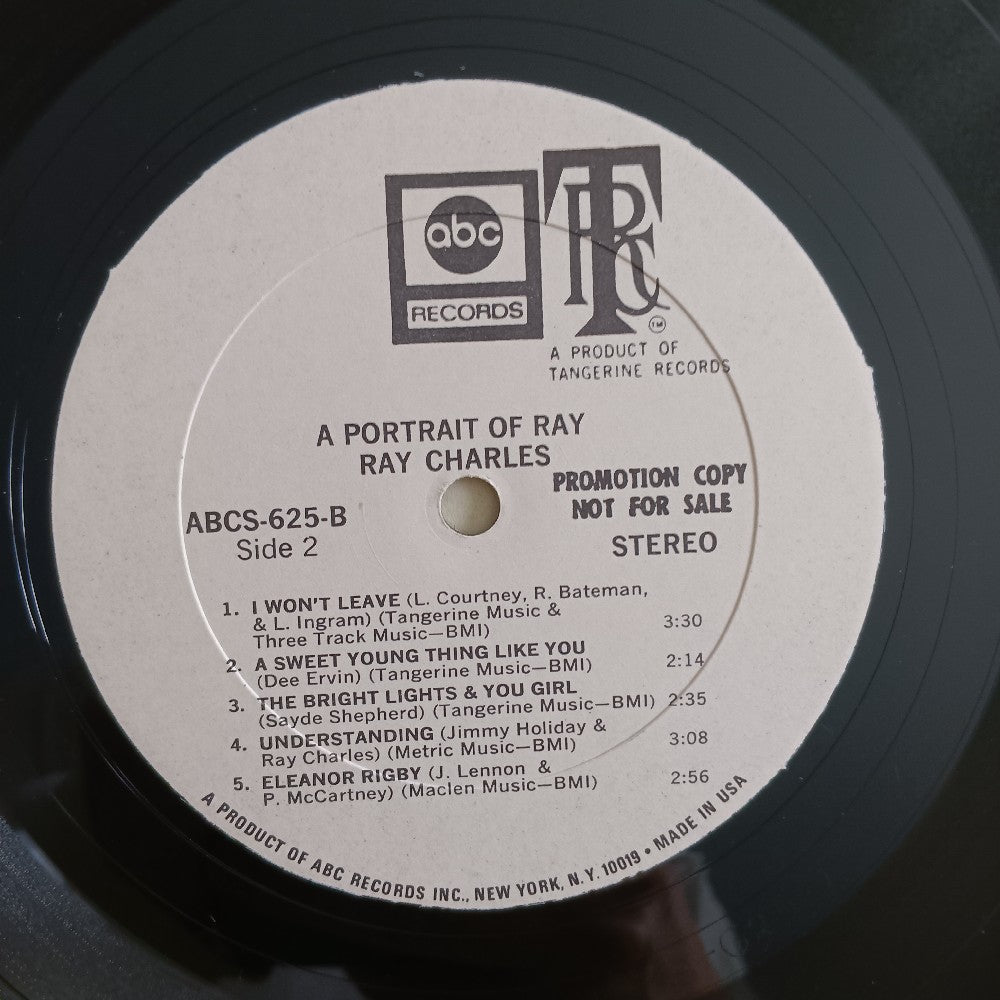 abc
RECORDS
TRC
TM
A PRODUCT OF
TANGERINE RECORDS
A PORTRAIT OF RAY
RAY CHARLES
PROMOTION COPY
NOT FOR SALE
ABCS-625-B
Side 2
STEREO
1. I WON'T LEAVE (L. Courtney, R. Bateman,
& L. Ingram) (Tangerine Music &
Three Track Music—BMI) 3:30
2. A SWEET YOUNG THING LIKE YOU
(Dee Ervin) (Tangerine Music—BMI) 2:14
3. THE BRIGHT LIGHTS & YOU GIRL
(Sayde Shepherd) (Tangerine Music—BMI) 2:35
4. UNDERSTANDING (Jimmy Holiday &
Ray Charles) (Metric Music—BMI) 3:08
5. ELEANOR RIGBY (J. Lennon &
P. McCartney) (Maclen Music—BMI) 2:56
A PRODUCT OF ABC RECORDS INC., NEW YORK, N.Y. 10019 • MADE IN USA